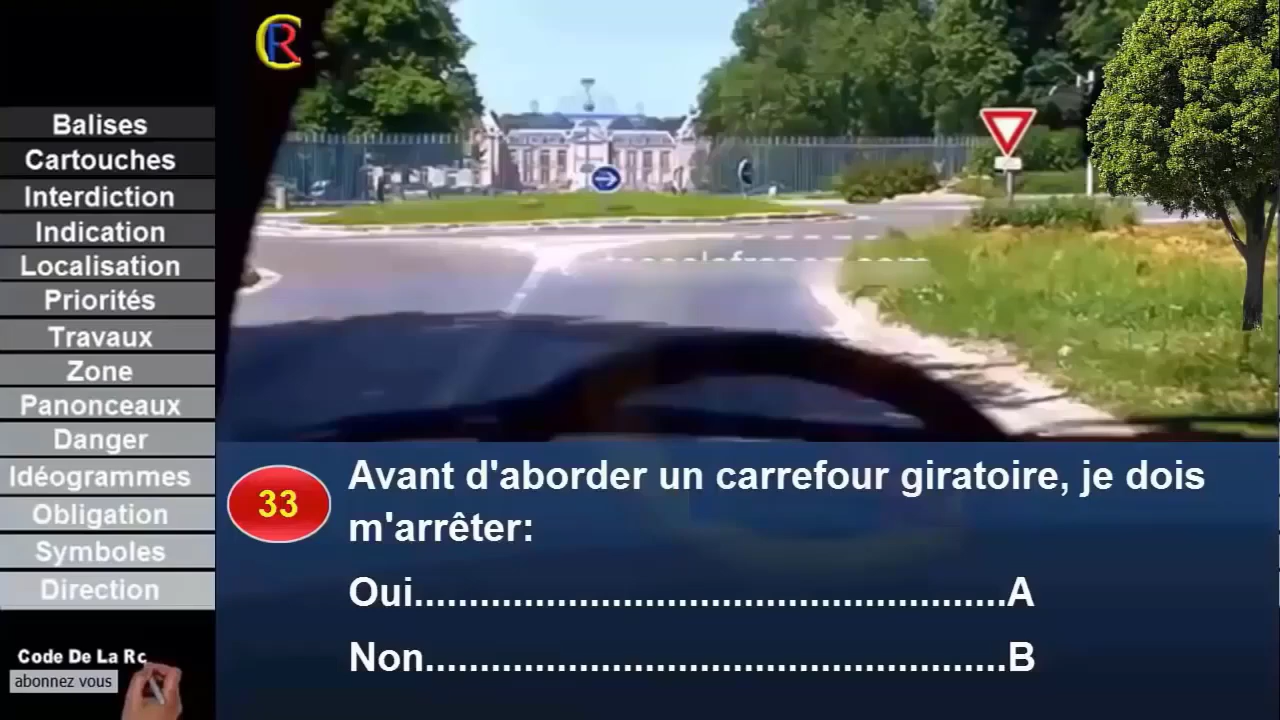 CR
Balises
Cartouches
Interdiction
Indication
Localisation
Priorités
Travaux
Zone
Panonceaux
Danger
Idéogrammes
Obligation
Symboles
Direction
Code De La Rc
abonnez vous
33
Avant d'aborder un carrefour giratoire, je dois
m'arrêter:
Oui......................................................A
Non.....................................................B